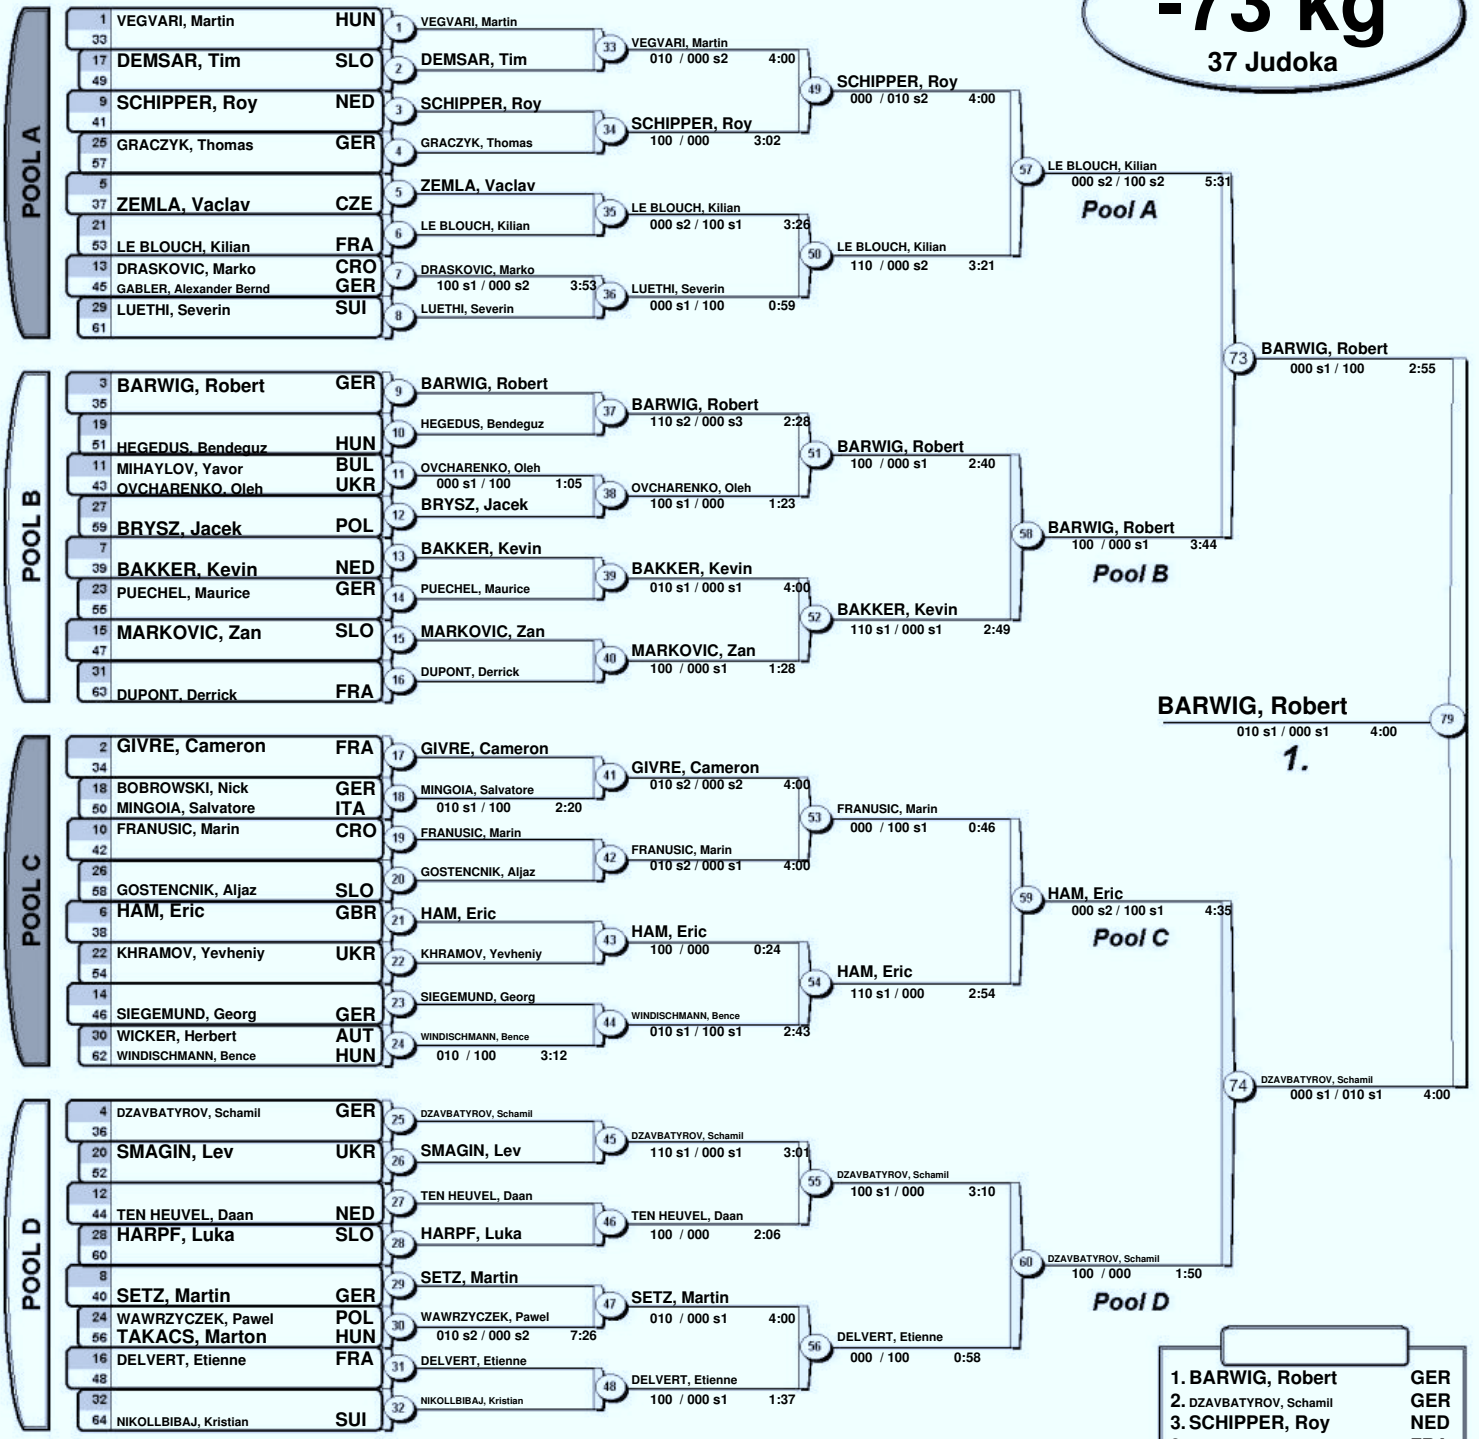 -73 kg
37 Judoka
POOL A
1 VEGVARI, Martin HUN
33
17 DEMSAR, Tim SLO
49
9 SCHIPPER, Roy NED
41
25 GRACZYK, Thomas GER
57
5
37 ZEMLA, Vaclav CZE
21
53 LE BLOUCH, Kilian FRA
13 DRASKOVIC, Marko CRO
45 GABLER, Alexander Bernd GER
29 LUETHI, Severin SUI
61
1 VEGVARI, Martin
2 DEMSAR, Tim
3 SCHIPPER, Roy
4 GRACZYK, Thomas
5 ZEMLA, Vaclav
6 LE BLOUCH, Kilian
7 DRASKOVIC, Marko
100 s1 / 000 s2 3:53
8 LUETHI, Severin
33 VEGVARI, Martin
010 / 000 s2 4:00
34 SCHIPPER, Roy
100 / 000 3:02
35 LE BLOUCH, Kilian
000 s2 / 100 s1 3:26
36 LUETHI, Severin
000 s1 / 100 0:59
49 SCHIPPER, Roy
000 / 010 s2 4:00
50 LE BLOUCH, Kilian
110 / 000 s2 3:21
57 LE BLOUCH, Kilian
000 s2 / 100 s2 5:31
Pool A
POOL B
3 BARWIG, Robert GER
35
19
51 HEGEDUS, Bendeguz HUN
11 MIHAYLOV, Yavor BUL
43 OVCHARENKO, Oleh UKR
27
59 BRYSZ, Jacek POL
7
39 BAKKER, Kevin NED
23 PUECHEL, Maurice GER
55
15 MARKOVIC, Zan SLO
47
31
63 DUPONT, Derrick FRA
9 BARWIG, Robert
10 HEGEDUS, Bendeguz
11 OVCHARENKO, Oleh
000 s1 / 100 1:05
12 BRYSZ, Jacek
13 BAKKER, Kevin
14 PUECHEL, Maurice
15 MARKOVIC, Zan
16 DUPONT, Derrick
37 BARWIG, Robert
110 s2 / 000 s3 2:28
38 OVCHARENKO, Oleh
100 s1 / 000 1:23
39 BAKKER, Kevin
010 s1 / 000 s1 4:00
40 MARKOVIC, Zan
100 / 000 s1 1:28
51 BARWIG, Robert
100 / 000 s1 2:40
52 BAKKER, Kevin
110 s1 / 000 s1 2:49
58 BARWIG, Robert
100 / 000 s1 3:44
Pool B
73 BARWIG, Robert
000 s1 / 100 2:55
BARWIG, Robert 79
010 s1 / 000 s1 4:00
1.
POOL C
2 GIVRE, Cameron FRA
34
18 BOBROWSKI, Nick GER
50 MINGOIA, Salvatore ITA
10 FRANUSIC, Marin CRO
42
26
58 GOSTENCNIK, Aljaz SLO
6 HAM, Eric GBR
38
22 KHRAMOV, Yevheniy UKR
54
14
46 SIEGEMUND, Georg GER
30 WICKER, Herbert AUT
62 WINDISCHMANN, Bence HUN
17 GIVRE, Cameron
18 MINGOIA, Salvatore
010 s1 / 100 2:20
19 FRANUSIC, Marin
20 GOSTENCNIK, Aljaz
21 HAM, Eric
22 KHRAMOV, Yevheniy
23 SIEGEMUND, Georg
24 WINDISCHMANN, Bence
010 / 100 3:12
41 GIVRE, Cameron
010 s2 / 000 s2 4:00
42 FRANUSIC, Marin
010 s2 / 000 s1 4:00
43 HAM, Eric
100 / 000 0:24
44 WINDISCHMANN, Bence
010 s1 / 100 s1 2:43
53 FRANUSIC, Marin
000 / 100 s1 0:46
54 HAM, Eric
110 s1 / 000 2:54
59 HAM, Eric
000 s2 / 100 s1 4:35
Pool C
POOL D
4 DZAVBATYROV, Schamil GER
36
20 SMAGIN, Lev UKR
52
12
44 TEN HEUVEL, Daan NED
28 HARPF, Luka SLO
60
8
40 SETZ, Martin GER
24 WAWRZYCZEK, Pawel POL
56 TAKACS, Marton HUN
16 DELVERT, Etienne FRA
48
32
64 NIKOLLBIBAJ, Kristian SUI
25 DZAVBATYROV, Schamil
26 SMAGIN, Lev
27 TEN HEUVEL, Daan
28 HARPF, Luka
29 SETZ, Martin
30 WAWRZYCZEK, Pawel
010 s2 / 000 s2 7:26
31 DELVERT, Etienne
32 NIKOLLBIBAJ, Kristian
45 DZAVBATYROV, Schamil
110 s1 / 000 s1 3:01
46 TEN HEUVEL, Daan
100 / 000 2:06
47 SETZ, Martin
010 / 000 s1 4:00
48 DELVERT, Etienne
100 / 000 s1 1:37
55 DZAVBATYROV, Schamil
100 s1 / 000 3:10
56 DELVERT, Etienne
000 / 100 0:58
60 DZAVBATYROV, Schamil
100 / 000 1:50
Pool D
74 DZAVBATYROV, Schamil
000 s1 / 010 s1 4:00
1. BARWIG, Robert GER
2. DZAVBATYROV, Schamil GER
3. SCHIPPER, Roy NED